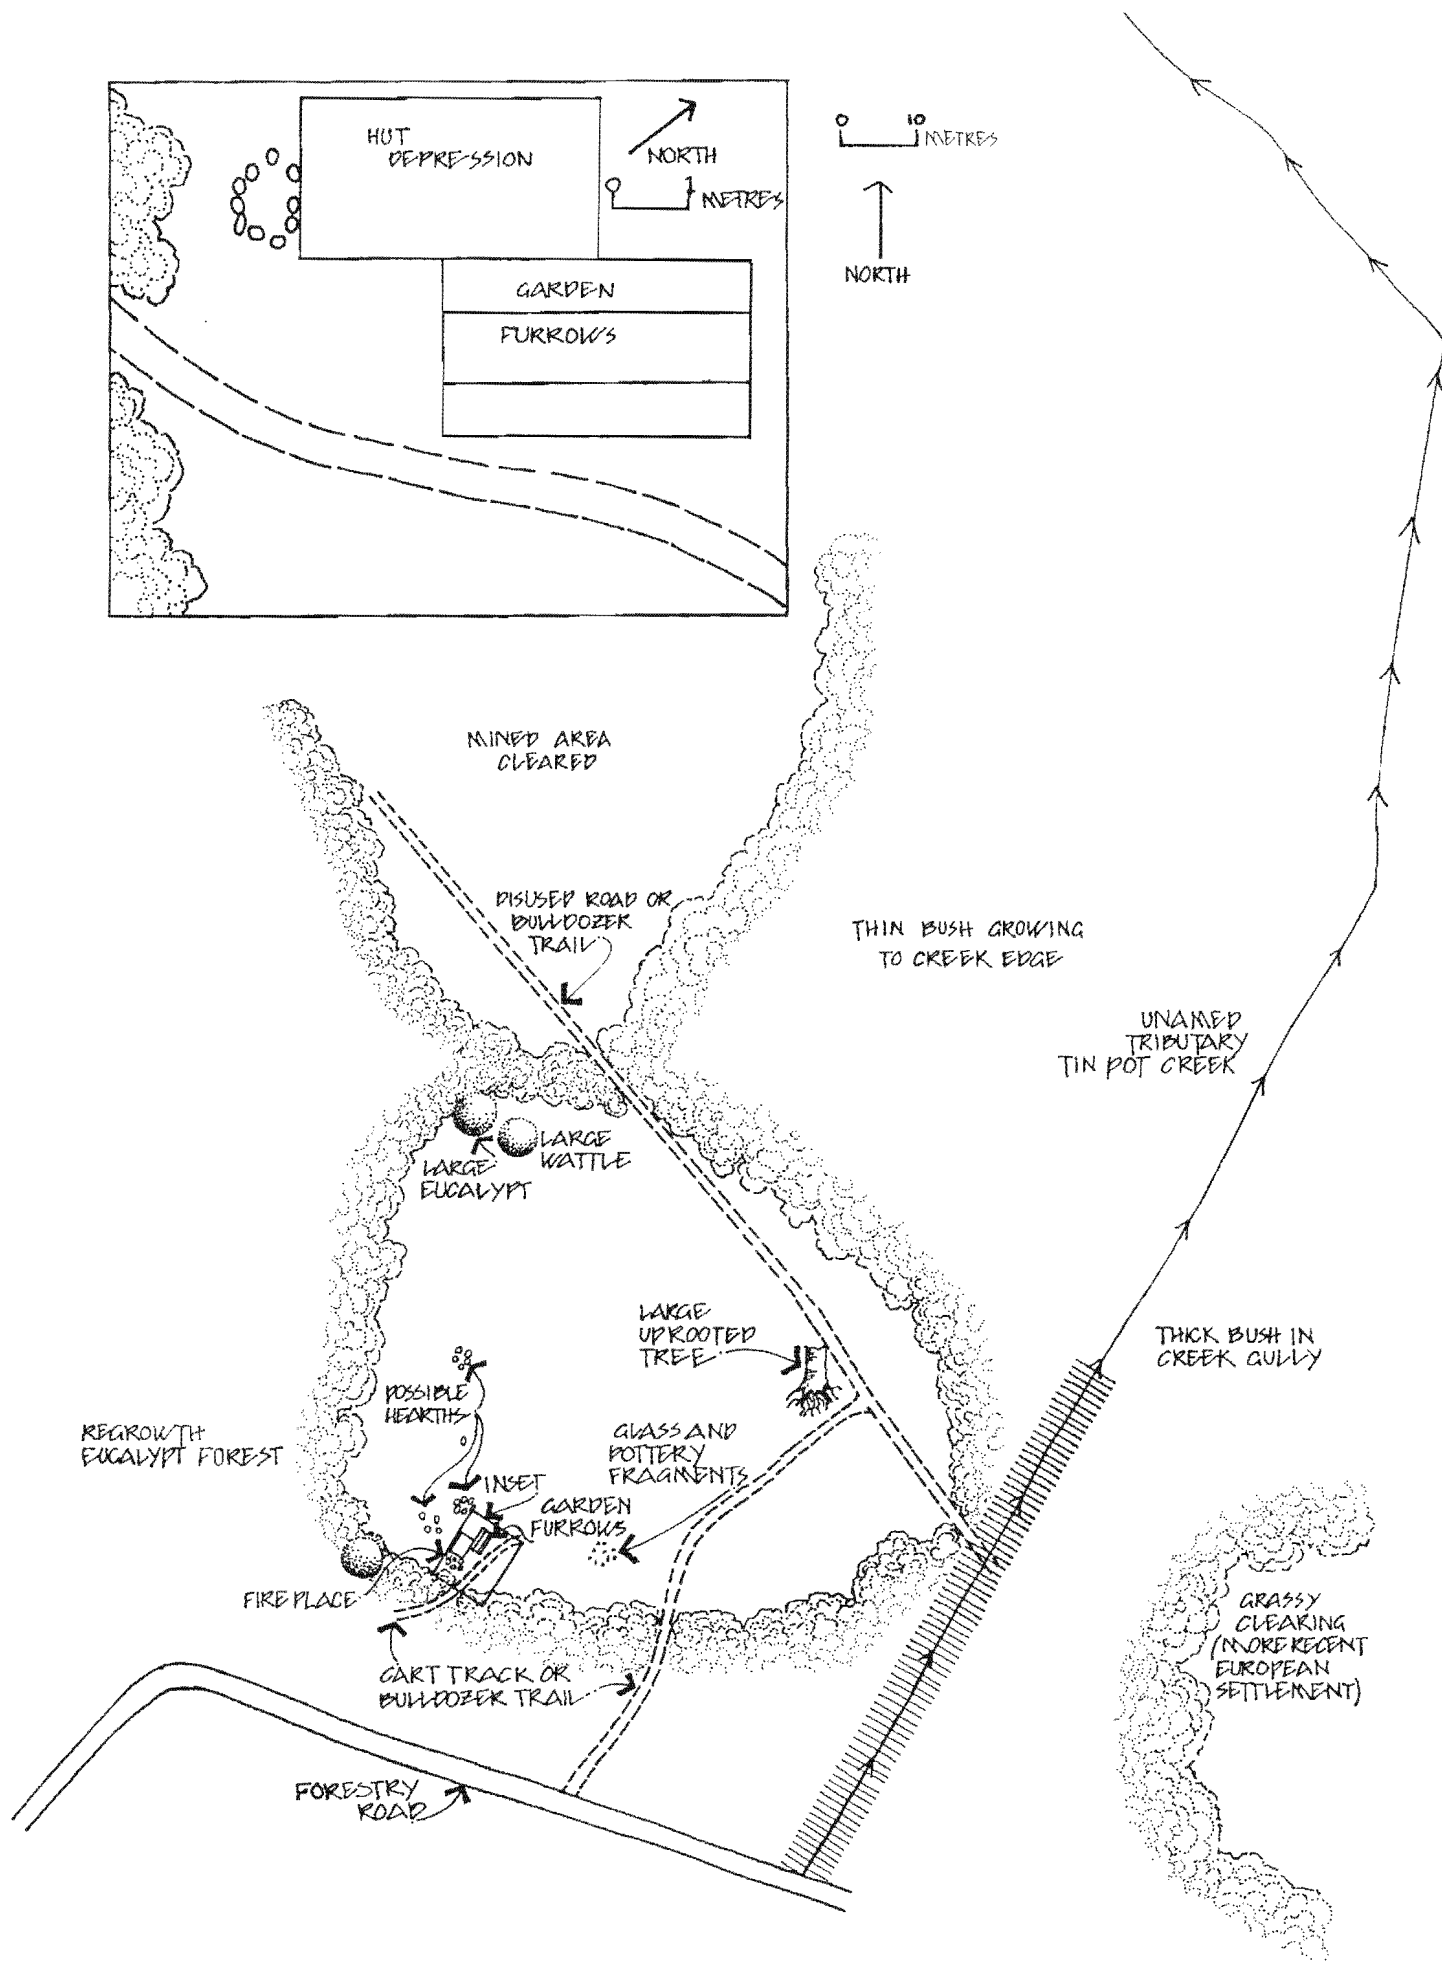 HUT
DEPRESSION
NORTH
0 1 METRES
GARDEN
FURROWS
0 10 METRES
NORTH
MINED AREA
CLEARED
DISUSED ROAD OR
BULLDOZER
TRAIL
THIN BUSH GROWING
TO CREEK EDGE
UNAMED
TRIBUTARY
TIN POT CREEK
LARGE
WATTLE
LARGE
EUCALYPT
LARGE
UPROOTED
TREE
THICK BUSH IN
CREEK GULLY
POSSIBLE
HEARTHS
REGROWTH
EUCALYPT FOREST
GLASS AND
POTTERY
FRAGMENTS
INSET
GARDEN
FURROWS
FIREPLACE
GRASSY
CLEARING
(MORE RECENT
EUROPEAN
SETTLEMENT)
CART TRACK OR
BULLDOZER TRAIL
FORESTRY
ROAD